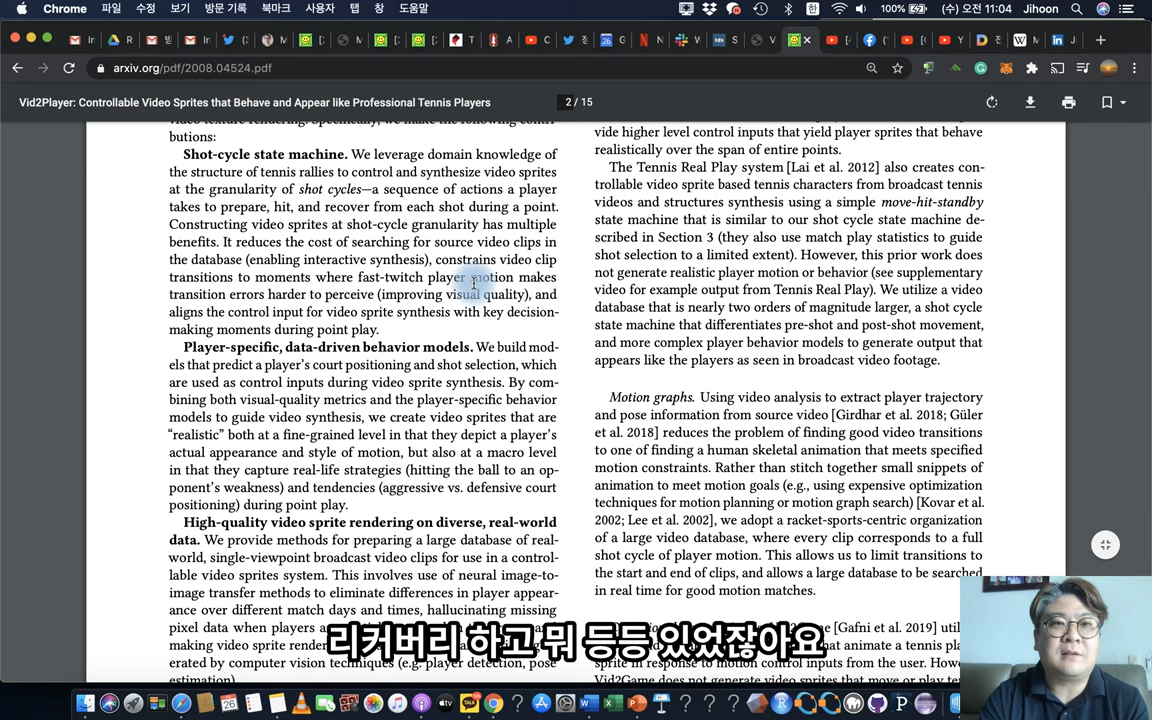 Chrome 파일 수정 보기 방문 기록 북마크 사용자 탭 창 도움말
한 100% (수) 오전 11:04 Jihoon
arxiv.org/pdf/2008.04524.pdf
Vid2Player: Controllable Video Sprites that Behave and Appear like Professional Tennis Players
2 / 15
butions:
Shot-cycle state machine. We leverage domain knowledge of
the structure of tennis rallies to control and synthesize video sprites
at the granularity of shot cycles—a sequence of actions a player
takes to prepare, hit, and recover from each shot during a point.
Constructing video sprites at shot-cycle granularity has multiple
benefits. It reduces the cost of searching for source video clips in
the database (enabling interactive synthesis), constrains video clip
transitions to moments where fast-twitch player motion makes
transition errors harder to perceive (improving visual quality), and
aligns the control input for video sprite synthesis with key decision-
making moments during point play.
Player-specific, data-driven behavior models. We build mod-
els that predict a player's court positioning and shot selection, which
are used as control inputs during video sprite synthesis. By com-
bining both visual-quality metrics and the player-specific behavior
models to guide video synthesis, we create video sprites that are
“realistic” both at a fine-grained level in that they depict a player's
actual appearance and style of motion, but also at a macro level
in that they capture real-life strategies (hitting the ball to an op-
ponent's weakness) and tendencies (aggressive vs. defensive court
positioning) during point play.
High-quality video sprite rendering on diverse, real-world
data. We provide methods for preparing a large database of real-
world, single-viewpoint broadcast video clips for use in a control-
lable video sprites system. This involves use of neural image-to-
image transfer methods to eliminate differences in player appear-
ance over different match days and times, hallucinating missing
pixel data when players a
making video sprite render
erated by computer vision techniques (e.g. player detection, pose
estimation).
vide higher level control inputs that yield player sprites that behave
realistically over the span of entire points.
The Tennis Real Play system [Lai et al. 2012] also creates con-
trollable video sprite based tennis characters from broadcast tennis
videos and structures synthesis using a simple move-hit-standby
state machine that is similar to our shot cycle state machine de-
scribed in Section 3 (they also use match play statistics to guide
shot selection to a limited extent). However, this prior work does
not generate realistic player motion or behavior (see supplementary
video for example output from Tennis Real Play). We utilize a video
database that is nearly two orders of magnitude larger, a shot cycle
state machine that differentiates pre-shot and post-shot movement,
and more complex player behavior models to generate output that
appears like the players as seen in broadcast video footage.
Motion graphs. Using video analysis to extract player trajectory
and pose information from source video [Girdhar et al. 2018; Güler
et al. 2018] reduces the problem of finding good video transitions
to one of finding a human skeletal animation that meets specified
motion constraints. Rather than stitch together small snippets of
animation to meet motion goals (e.g., using expensive optimization
techniques for motion planning or motion graph search) [Kovar et al.
2002; Lee et al. 2002], we adopt a racket-sports-centric organization
of a large video database, where every clip corresponds to a full
shot cycle of player motion. This allows us to limit transitions to
the start and end of clips, and allows a large database to be searched
in real time for good motion matches.
[Gafni et al. 2019] util
that animate a tennis pla
sprite in response to motion control inputs from the user. Howe
리커버리 하고 뭐 등등 있었잖아요